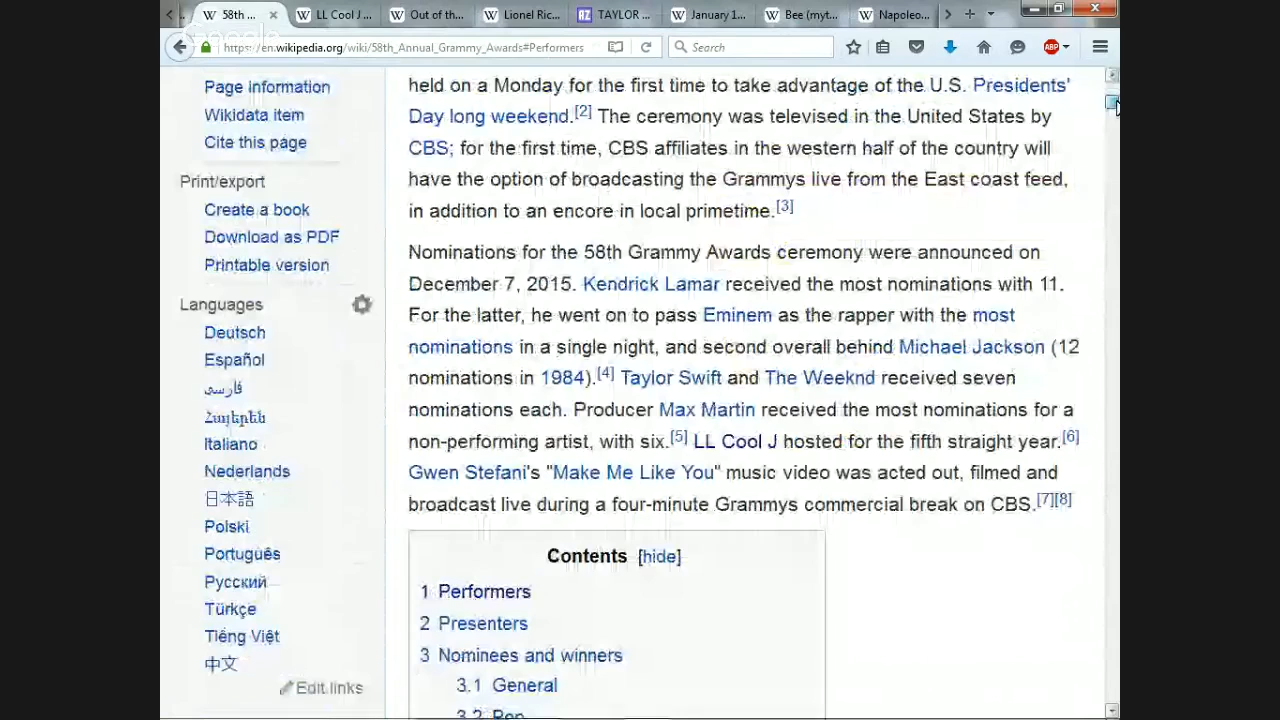 58th ...
LL Cool J ...
Out of th...
Lionel Ric...
TAYLOR ...
January 1...
Bee (myt...
Napoleo...
https://en.wikipedia.org/wiki/58th_Annual_Grammy_Awards#Performers
Search
ABP
Google
Page information
Wikidata item
Cite this page
Print/export
Create a book
Download as PDF
Printable version
Languages
Deutsch
Español
فارسی
Հայերեն
Italiano
Nederlands
日本語
Polski
Português
Русский
Türkçe
Tiếng Việt
中文
Edit links
held on a Monday for the first time to take advantage of the U.S. Presidents'
Day long weekend.[2] The ceremony was televised in the United States by
CBS; for the first time, CBS affiliates in the western half of the country will
have the option of broadcasting the Grammys live from the East coast feed,
in addition to an encore in local primetime.[3]
Nominations for the 58th Grammy Awards ceremony were announced on
December 7, 2015. Kendrick Lamar received the most nominations with 11.
For the latter, he went on to pass Eminem as the rapper with the most
nominations in a single night, and second overall behind Michael Jackson (12
nominations in 1984).[4] Taylor Swift and The Weeknd received seven
nominations each. Producer Max Martin received the most nominations for a
non-performing artist, with six.[5] LL Cool J hosted for the fifth straight year.[6]
Gwen Stefani's "Make Me Like You" music video was acted out, filmed and
broadcast live during a four-minute Grammys commercial break on CBS.[7][8]
Contents [hide]
1 Performers
2 Presenters
3 Nominees and winners
3.1 General
3.2 Pop